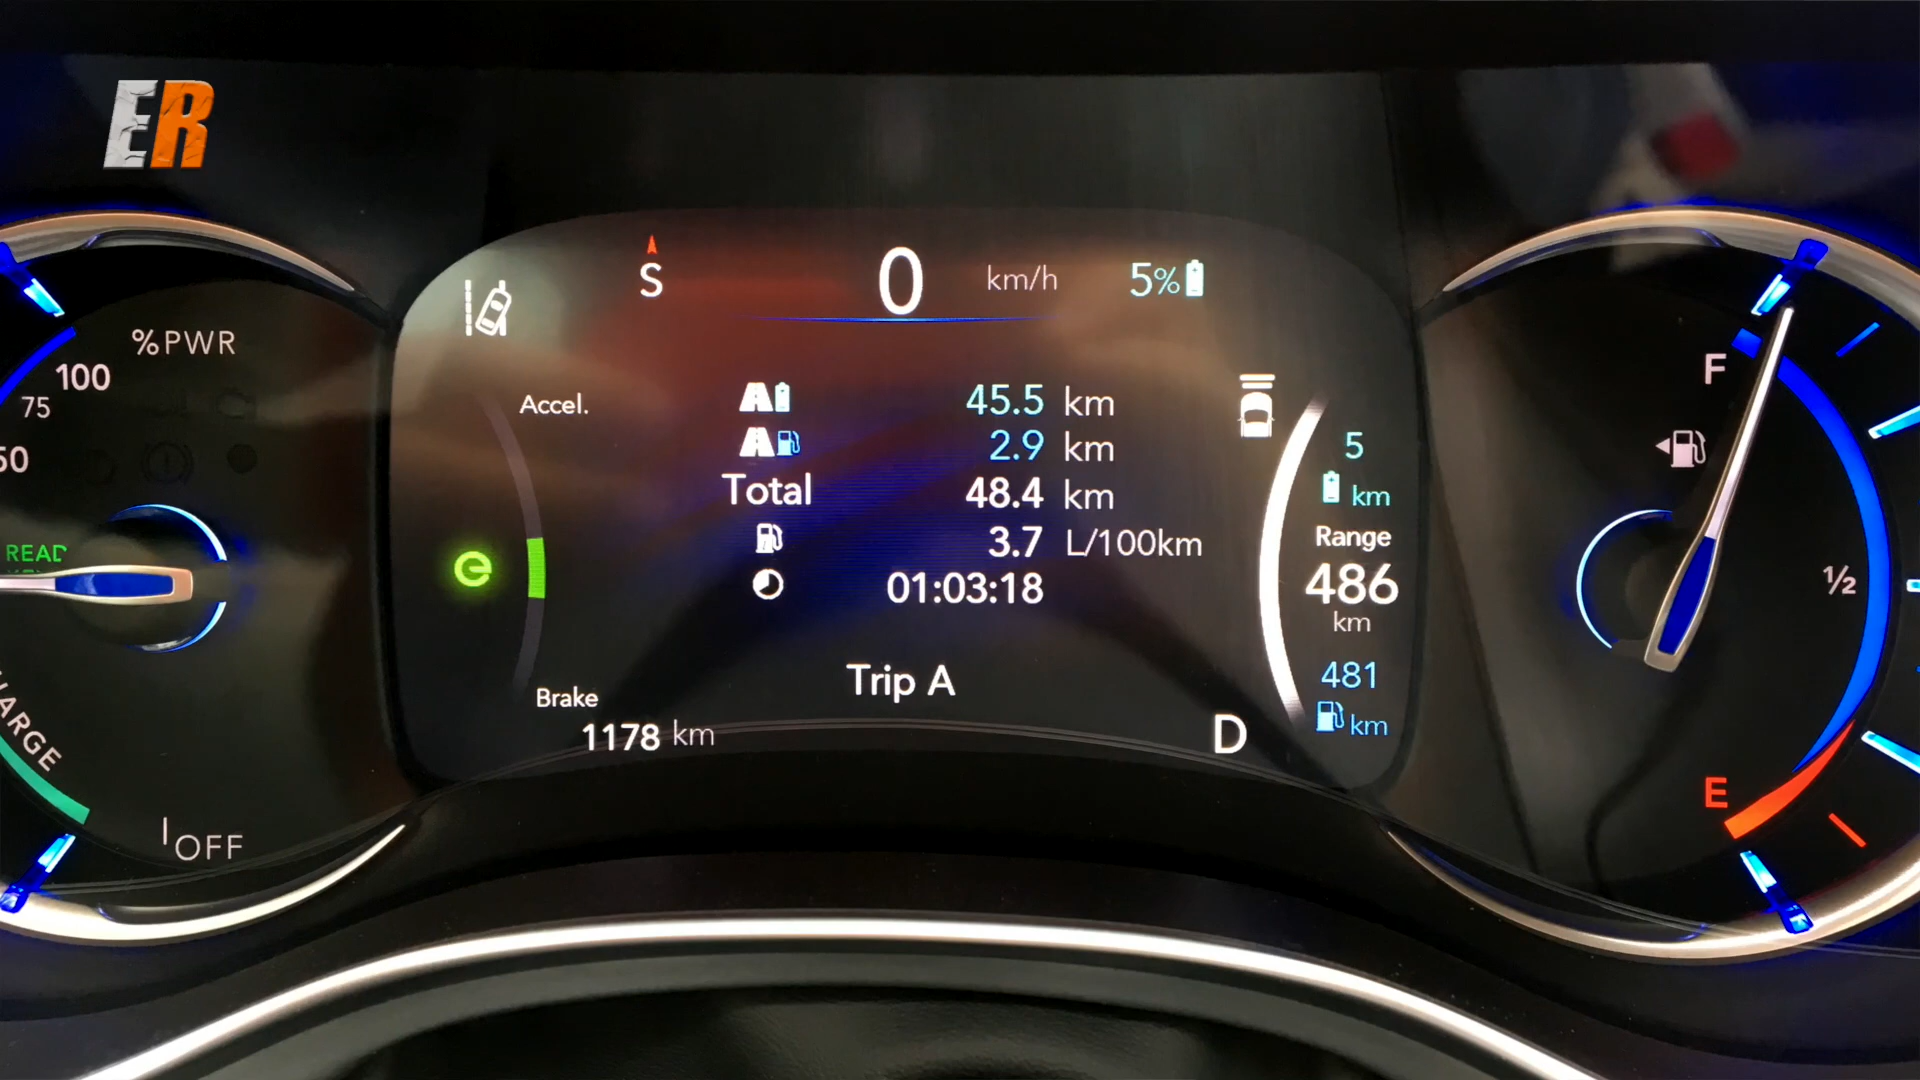 ER
%PWR
100
75
50
READ
CHARGE
OFF
S
0 km/h 5%
Accel.
45.5 km
2.9 km
Total 48.4 km
3.7 L/100km
01:03:18
Trip A
Brake
1178 km
D
5
km
Range
486
km
481
km
F
1/2
E